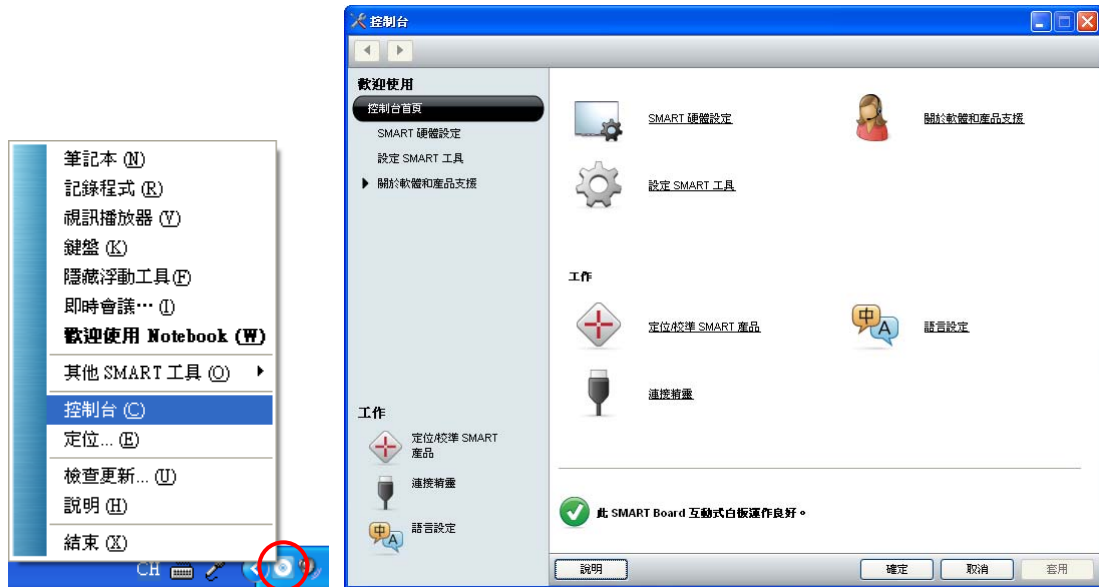 筆記本 (N)
記錄程式 (R)
視訊播放器 (V)
鍵盤 (K)
隱藏浮動工具(F)
即時會議… (I)
歡迎使用 Notebook (W)
其他 SMART 工具 (O)
控制台 (C)
定位... (E)
檢查更新... (U)
說明 (H)
結束 (X)
CH
控制台
歡迎使用
控制台首頁
SMART 硬體設定
設定 SMART 工具
關於軟體和產品支援
工作
定位/校準 SMART
產品
連接精靈
語言設定
SMART 硬體設定
關於軟體和產品支援
設定 SMART 工具
工作
定位/校準 SMART 產品
中 A
語言設定
連接精靈
此 SMART Board 互動式白板運作良好。
說明
確定
取消
套用